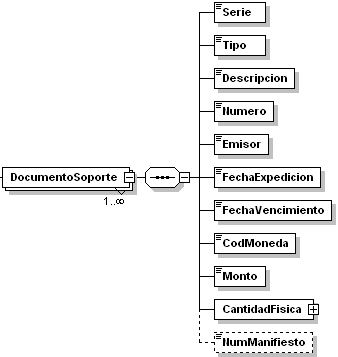 Serie
Tipo
Descripcion
Numero
Emisor
DocumentoSoporte
1..∞
FechaExpedicion
FechaVencimiento
CodMoneda
Monto
CantidadFisica
NumManifiesto